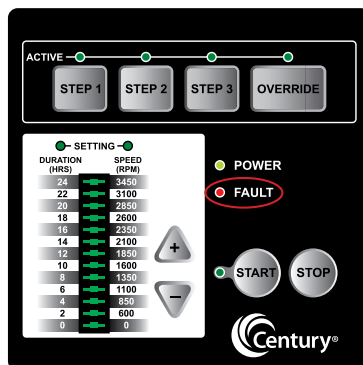 ACTIVE
STEP 1 STEP 2 STEP 3 OVERRIDE
SETTING
DURATION (HRS) SPEED (RPM)
24 3450
22 3100
20 2850
18 2600
16 2350
14 2100
12 1850
10 1600
8 1350
6 1100
4 850
2 600
0 0
+
−
POWER
FAULT
START STOP
Century®